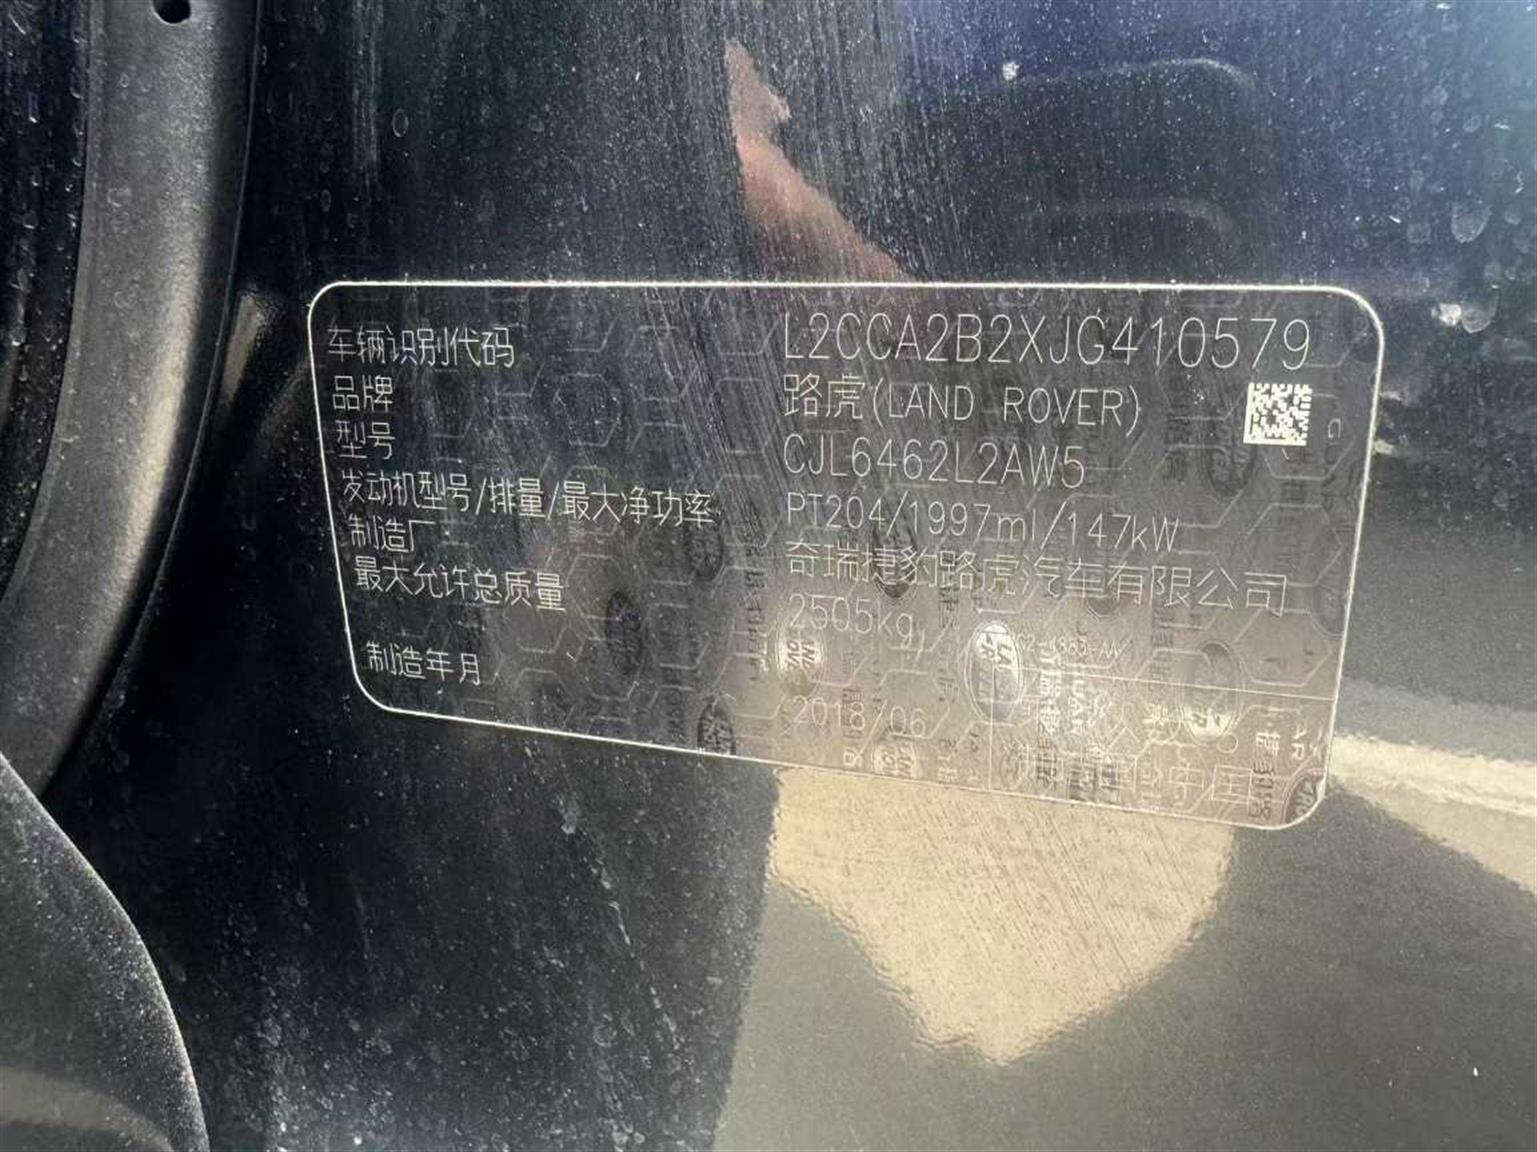 车辆识别代码 L2CCA2B2XJG410579
品牌 路虎(LAND ROVER)
型号 CJL6462L2AW5
发动机型号/排量/最大净功率 PT204/1997ml/147kW
制造厂 奇瑞捷豹路虎汽车有限公司
最大允许总质量 2505kg
制造年月 2018/06
中国